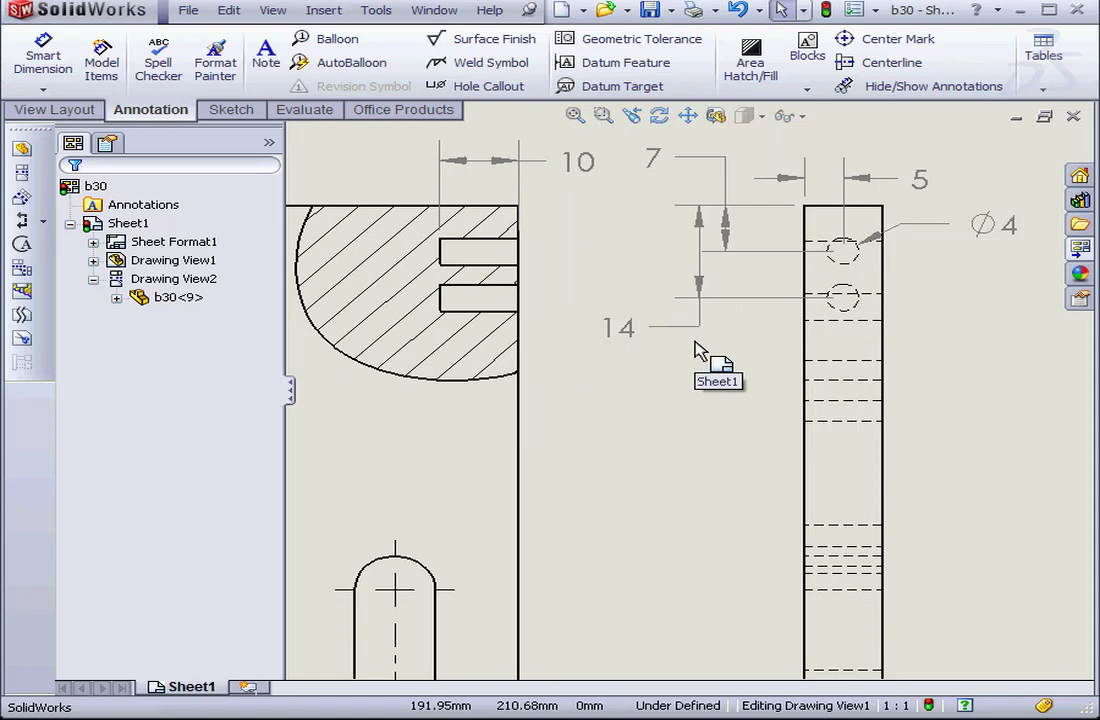 SW SolidWorks File Edit View Insert Tools Window Help b30 - Sh... ?
Smart Dimension
Model Items
ABC
Spell Checker
Format Painter
A
Note
1 Balloon
AutoBalloon
Revision Symbol
Surface Finish
Weld Symbol
Hole Callout
Geometric Tolerance
Datum Feature
Datum Target
Area Hatch/Fill
Blocks
Center Mark
Centerline
Hide/Show Annotations
Tables
View Layout Annotation Sketch Evaluate Office Products
b30
Annotations
Sheet1
Sheet Format1
Drawing View1
Drawing View2
b30<9>
10
7
5
∅ 4
14
Sheet1
Sheet1
SolidWorks 191.95mm 210.68mm 0mm Under Defined Editing Drawing View1 1 : 1 ?